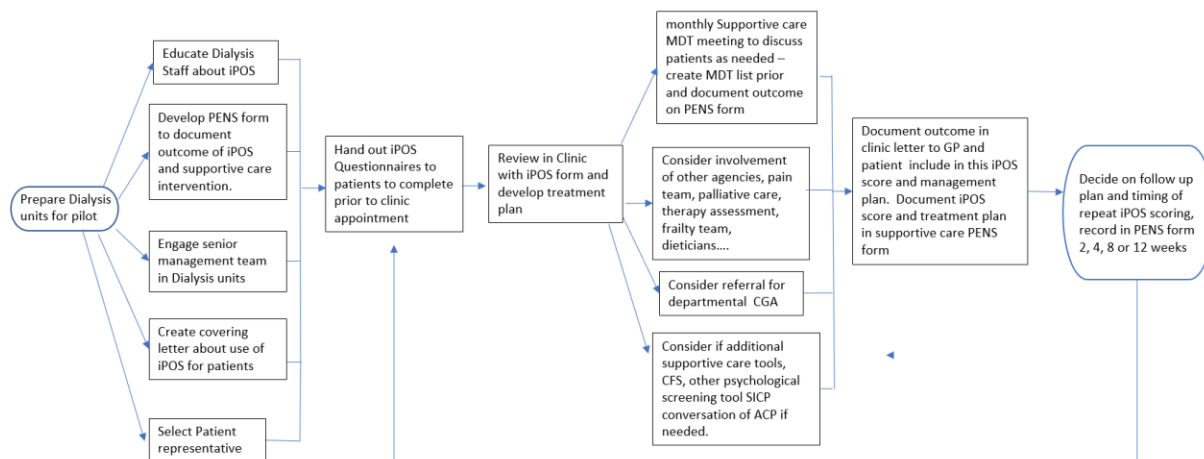 Prepare Dialysis
units for pilot
Educate Dialysis
Staff about iPOS
Develop PENS form
to document
outcome of iPOS
and supportive care
intervention.
Engage senior
management team
in Dialysis units
Create covering
letter about use of
iPOS for patients
Select Patient
representative
Hand out iPOS
Questionnaires to
patients to complete
prior to clinic
appointment
Review in Clinic
with iPOS form and
develop treatment
plan
monthly Supportive care
MDT meeting to discuss
patients as needed –
create MDT list prior
and document outcome
on PENS form
Consider involvement
of other agencies, pain
team, palliative care,
therapy assessment,
frailty team,
dieticians....
Consider referral for
departmental CGA
Consider if additional
supportive care tools,
CFS, other psychological
screening tool SICP
conversation of ACP if
needed.
Document outcome in
clinic letter to GP and
patient include in this iPOS
score and management
plan. Document iPOS
score and treatment plan
in supportive care PENS
form
Decide on follow up
plan and timing of
repeat iPOS scoring,
record in PENS form
2, 4, 8 or 12 weeks